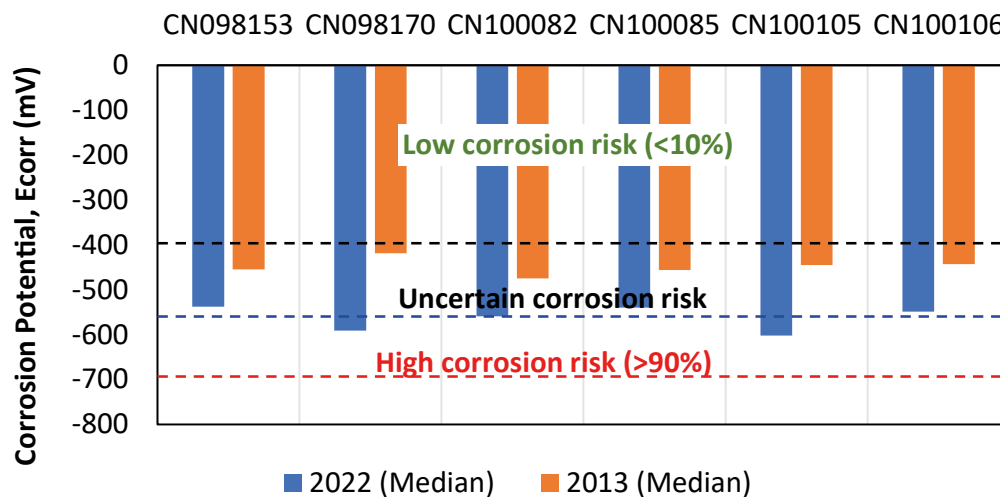 CN098153 CN098170 CN100082 CN100085 CN100105 CN100106
Corrosion Potential, Ecorr (mV)
0
-100
-200
-300
-400
-500
-600
-700
-800
Low corrosion risk (<10%)
Uncertain corrosion risk
High corrosion risk (>90%)
2022 (Median) 2013 (Median)